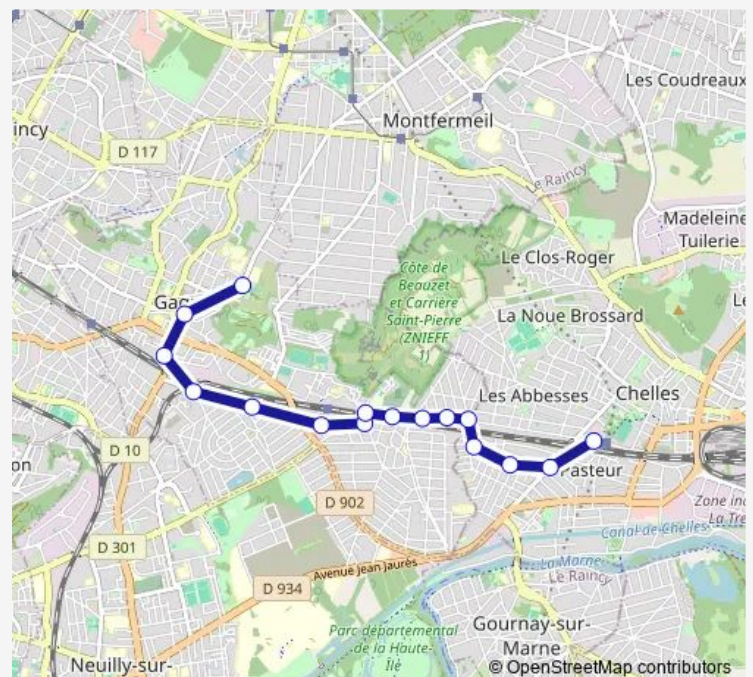 Les Coudreaux
Montfermeil
incy
D 117
Le Raincy
Madeleine
Tuilerie
Côte de
Beauzet
et Carrière
Saint-Pierre
(ZNIEFF
1)
Le Clos-Roger
Gag
La Noue Brossard
Les Abbesses
Chelles
D 10
on
Pasteur
D 902
Zone in
La Tre
Canal de Chelles
D 301
Avenue Jean Jaurès
La Marne
Le Raincy
D 934
Parc départemental
de la Haute-
Île
Gournay-sur-
Marne
Neuilly-sur-
© OpenStreetMap contributors